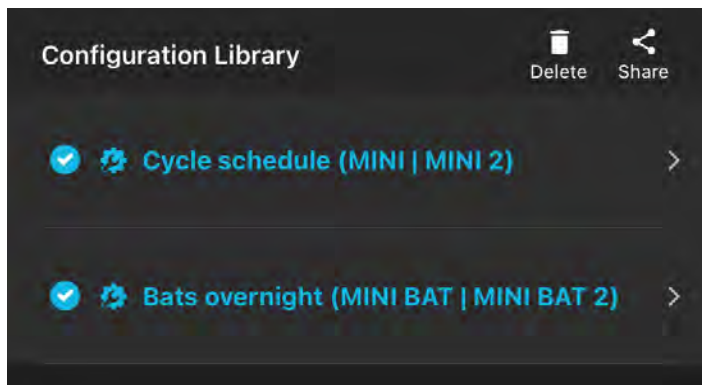 Configuration Library
Delete Share
Cycle schedule (MINI | MINI 2)
Bats overnight (MINI BAT | MINI BAT 2)